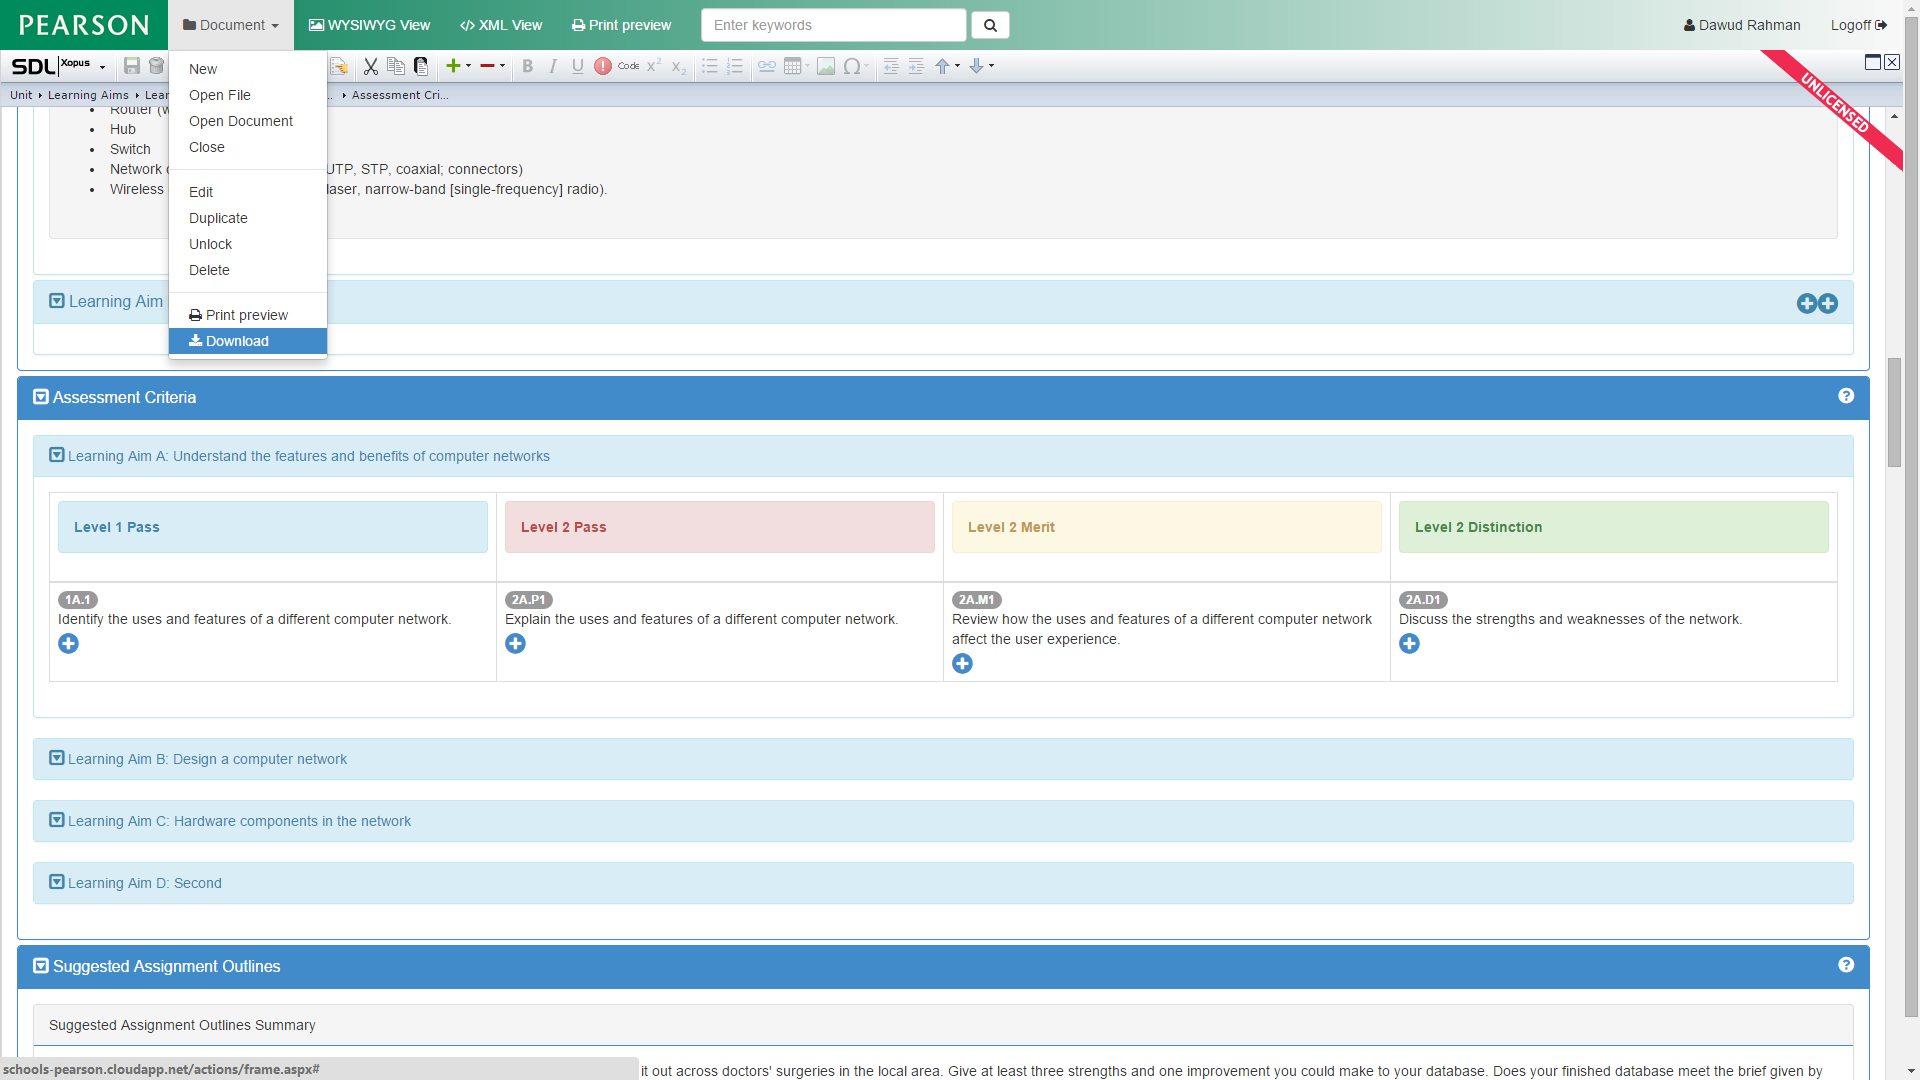 PEARSON Document WYSIWYG View </> XML View Print preview Enter keywords Dawud Rahman Logoff
SDL Xopus B I U Code x² x₂ Ω
Unit Learning Aims Lear ... Assessment Cri...
New
Open File
Open Document
Close
Edit
Duplicate
Unlock
Delete
Print preview
Download
UNLICENSED
Router (w
Hub
Switch
Network UTP, STP, coaxial; connectors)
Wireless laser, narrow-band [single-frequency] radio).
Learning Aim
Assessment Criteria
Learning Aim A: Understand the features and benefits of computer networks
Level 1 Pass Level 2 Pass Level 2 Merit Level 2 Distinction
1A.1 2A.P1 2A.M1 2A.D1
Identify the uses and features of a different computer network. Explain the uses and features of a different computer network. Review how the uses and features of a different computer network Discuss the strengths and weaknesses of the network.
affect the user experience.
Learning Aim B: Design a computer network
Learning Aim C: Hardware components in the network
Learning Aim D: Second
Suggested Assignment Outlines
Suggested Assignment Outlines Summary
it out across doctors' surgeries in the local area. Give at least three strengths and one improvement you could make to your database. Does your finished database meet the brief given by
schools-pearson.cloudapp.net/actions/frame.aspx#